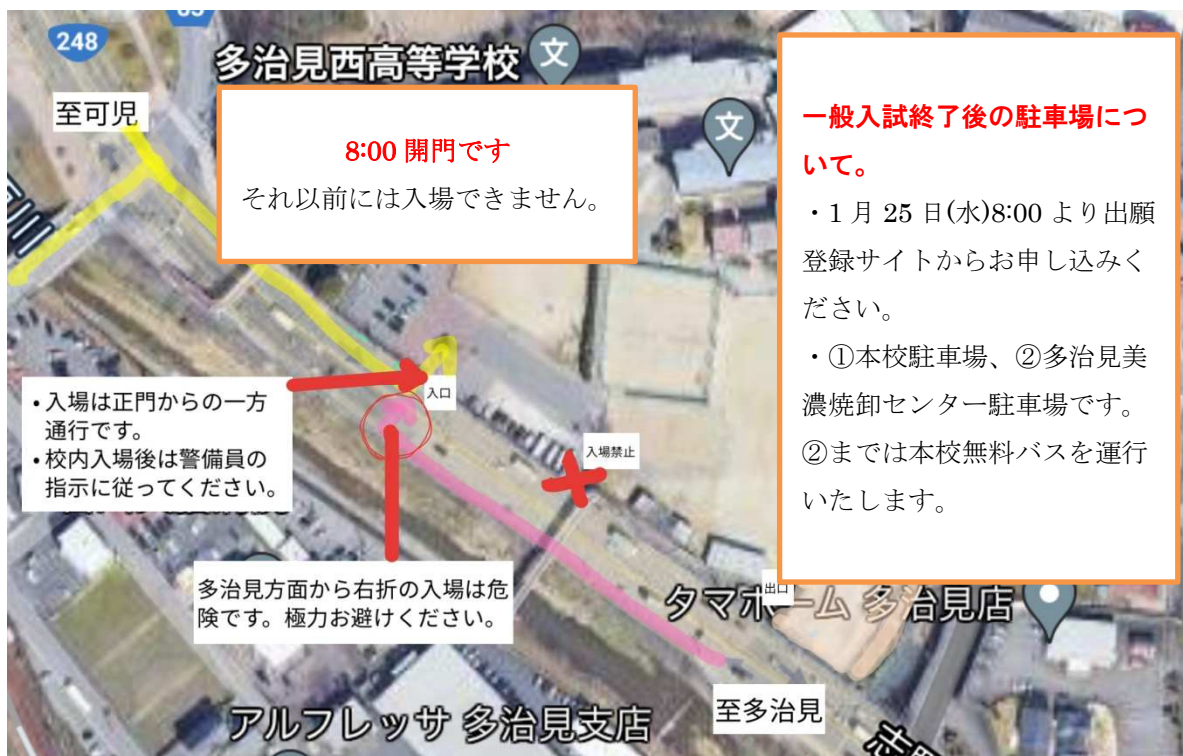 248
多治見西高等学校
文
至可児
8:00 開門です
それ以前には入場できません。
文
一般入試終了後の駐車場につ
いて。
・1 月 25 日(水)8:00 より出願
登録サイトからお申し込みく
ださい。
・①本校駐車場、②多治見美
濃焼卸センター駐車場です。
②までは本校無料バスを運行
いたします。
入口
•入場は正門からの一方
通行です。
•校内入場後は警備員の
指示に従ってください。
入場禁止
多治見方面から右折の入場は危
険です。極力お避けください。
出口
タマホーム 多治見店
至多治見
アルフレッサ 多治見支店